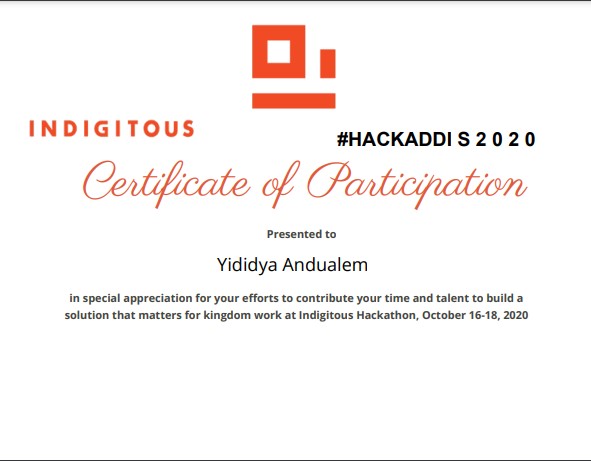 INDIGITOUS
#HACKADDI S 2 0 2 0
Certificate of Participation
Presented to
Yididya Andualem
in special appreciation for your efforts to contribute your time and talent to build a
solution that matters for kingdom work at Indigitous Hackathon, October 16-18, 2020